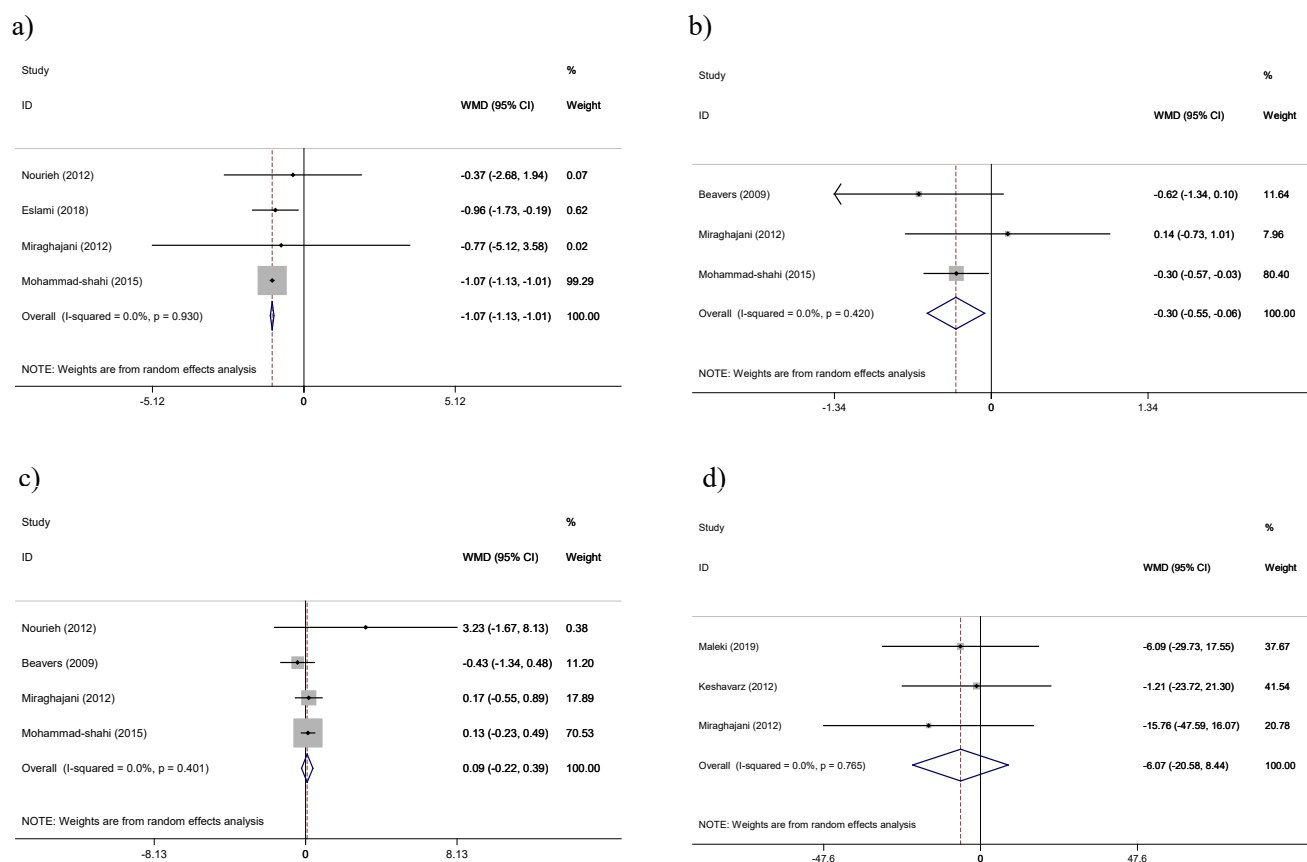 a)
Study %
ID WMD (95% CI) Weight
Nourieh (2012) -0.37 (-2.68, 1.94) 0.07
Eslami (2018) -0.96 (-1.73, -0.19) 0.62
Miraghajani (2012) -0.77 (-5.12, 3.58) 0.02
Mohammad-shahi (2015) -1.07 (-1.13, -1.01) 99.29
Overall (I-squared = 0.0%, p = 0.930) -1.07 (-1.13, -1.01) 100.00
NOTE: Weights are from random effects analysis
-5.12 0 5.12
b)
Study %
ID WMD (95% CI) Weight
Beavers (2009) -0.62 (-1.34, 0.10) 11.64
Miraghajani (2012) 0.14 (-0.73, 1.01) 7.96
Mohammad-shahi (2015) -0.30 (-0.57, -0.03) 80.40
Overall (I-squared = 0.0%, p = 0.420) -0.30 (-0.55, -0.06) 100.00
NOTE: Weights are from random effects analysis
-1.34 0 1.34
c)
Study %
ID WMD (95% CI) Weight
Nourieh (2012) 3.23 (-1.67, 8.13) 0.38
Beavers (2009) -0.43 (-1.34, 0.48) 11.20
Miraghajani (2012) 0.17 (-0.55, 0.89) 17.89
Mohammad-shahi (2015) 0.13 (-0.23, 0.49) 70.53
Overall (I-squared = 0.0%, p = 0.401) 0.09 (-0.22, 0.39) 100.00
NOTE: Weights are from random effects analysis
-8.13 0 8.13
d)
Study %
ID WMD (95% CI) Weight
Maleki (2019) -6.09 (-29.73, 17.55) 37.67
Keshavarz (2012) -1.21 (-23.72, 21.30) 41.54
Miraghajani (2012) -15.76 (-47.59, 16.07) 20.78
Overall (I-squared = 0.0%, p = 0.765) -6.07 (-20.58, 8.44) 100.00
NOTE: Weights are from random effects analysis
-47.6 0 47.6